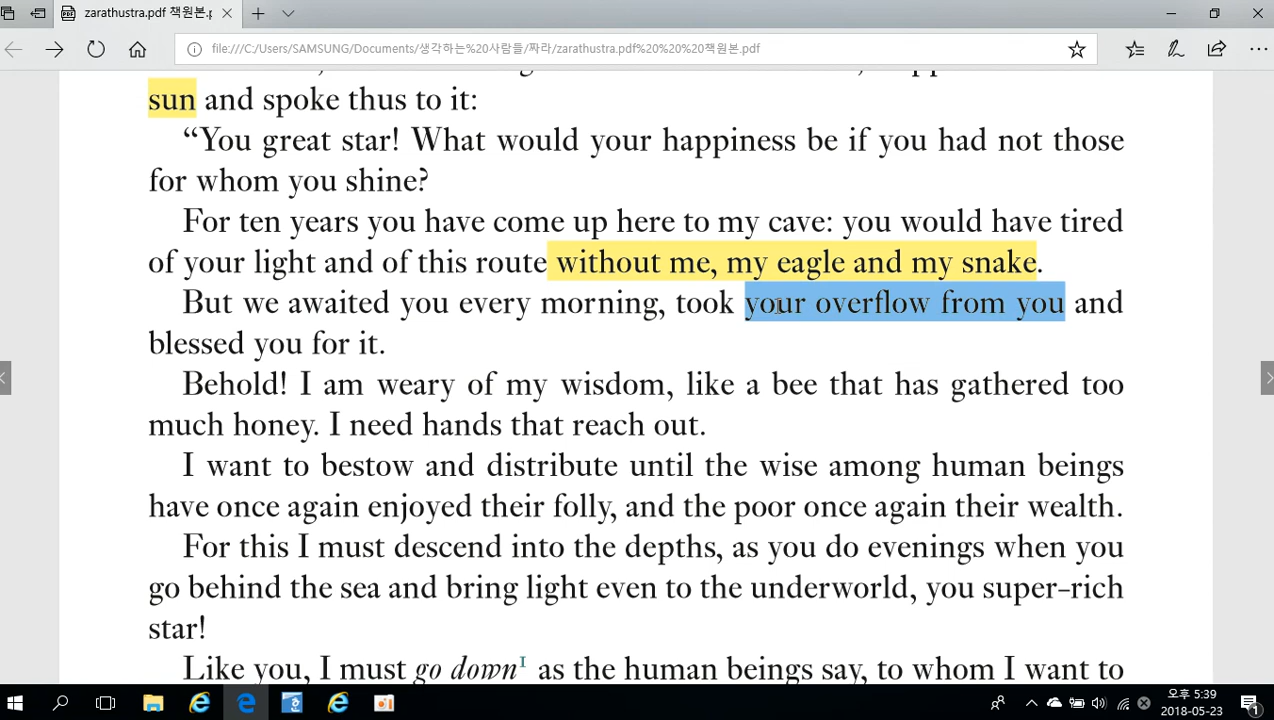 zarathustra.pdf 책원본.p
file:///C:/Users/SAMSUNG/Documents/생각하는%20사람들/짜라/zarathustra.pdf%20%20%20책원본.pdf
sun and spoke thus to it:
“You great star! What would your happiness be if you had not those
for whom you shine?
For ten years you have come up here to my cave: you would have tired
of your light and of this route without me, my eagle and my snake.
But we awaited you every morning, took your overflow from you and
blessed you for it.
Behold! I am weary of my wisdom, like a bee that has gathered too
much honey. I need hands that reach out.
I want to bestow and distribute until the wise among human beings
have once again enjoyed their folly, and the poor once again their wealth.
For this I must descend into the depths, as you do evenings when you
go behind the sea and bring light even to the underworld, you super-rich
star!
Like you, I must go down1 as the human beings say, to whom I want to
오후 5:39
2018-05-23
1